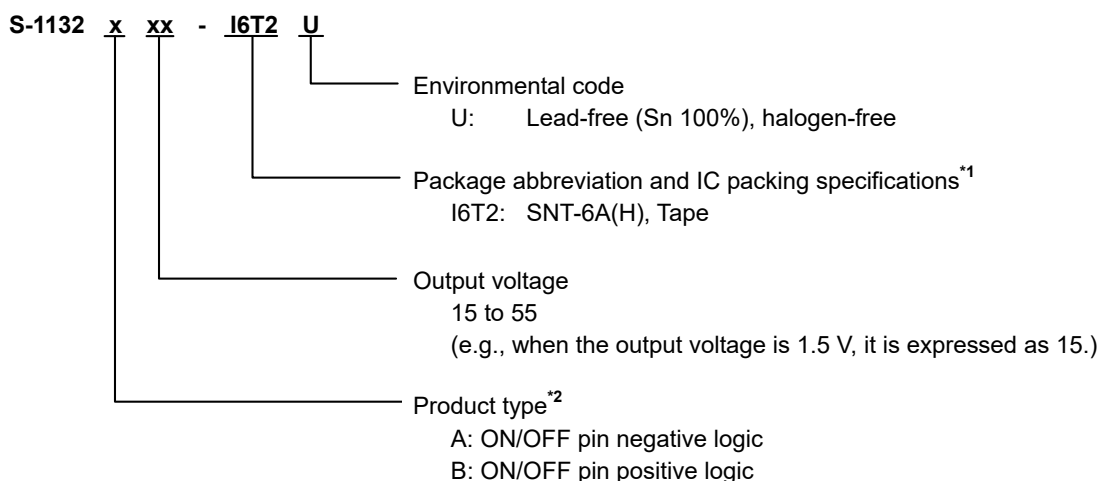 S-1132 x xx - I6T2 U
Environmental code
U: Lead-free (Sn 100%), halogen-free
Package abbreviation and IC packing specifications*1
I6T2: SNT-6A(H), Tape
Output voltage
15 to 55
(e.g., when the output voltage is 1.5 V, it is expressed as 15.)
Product type*2
A: ON/OFF pin negative logic
B: ON/OFF pin positive logic